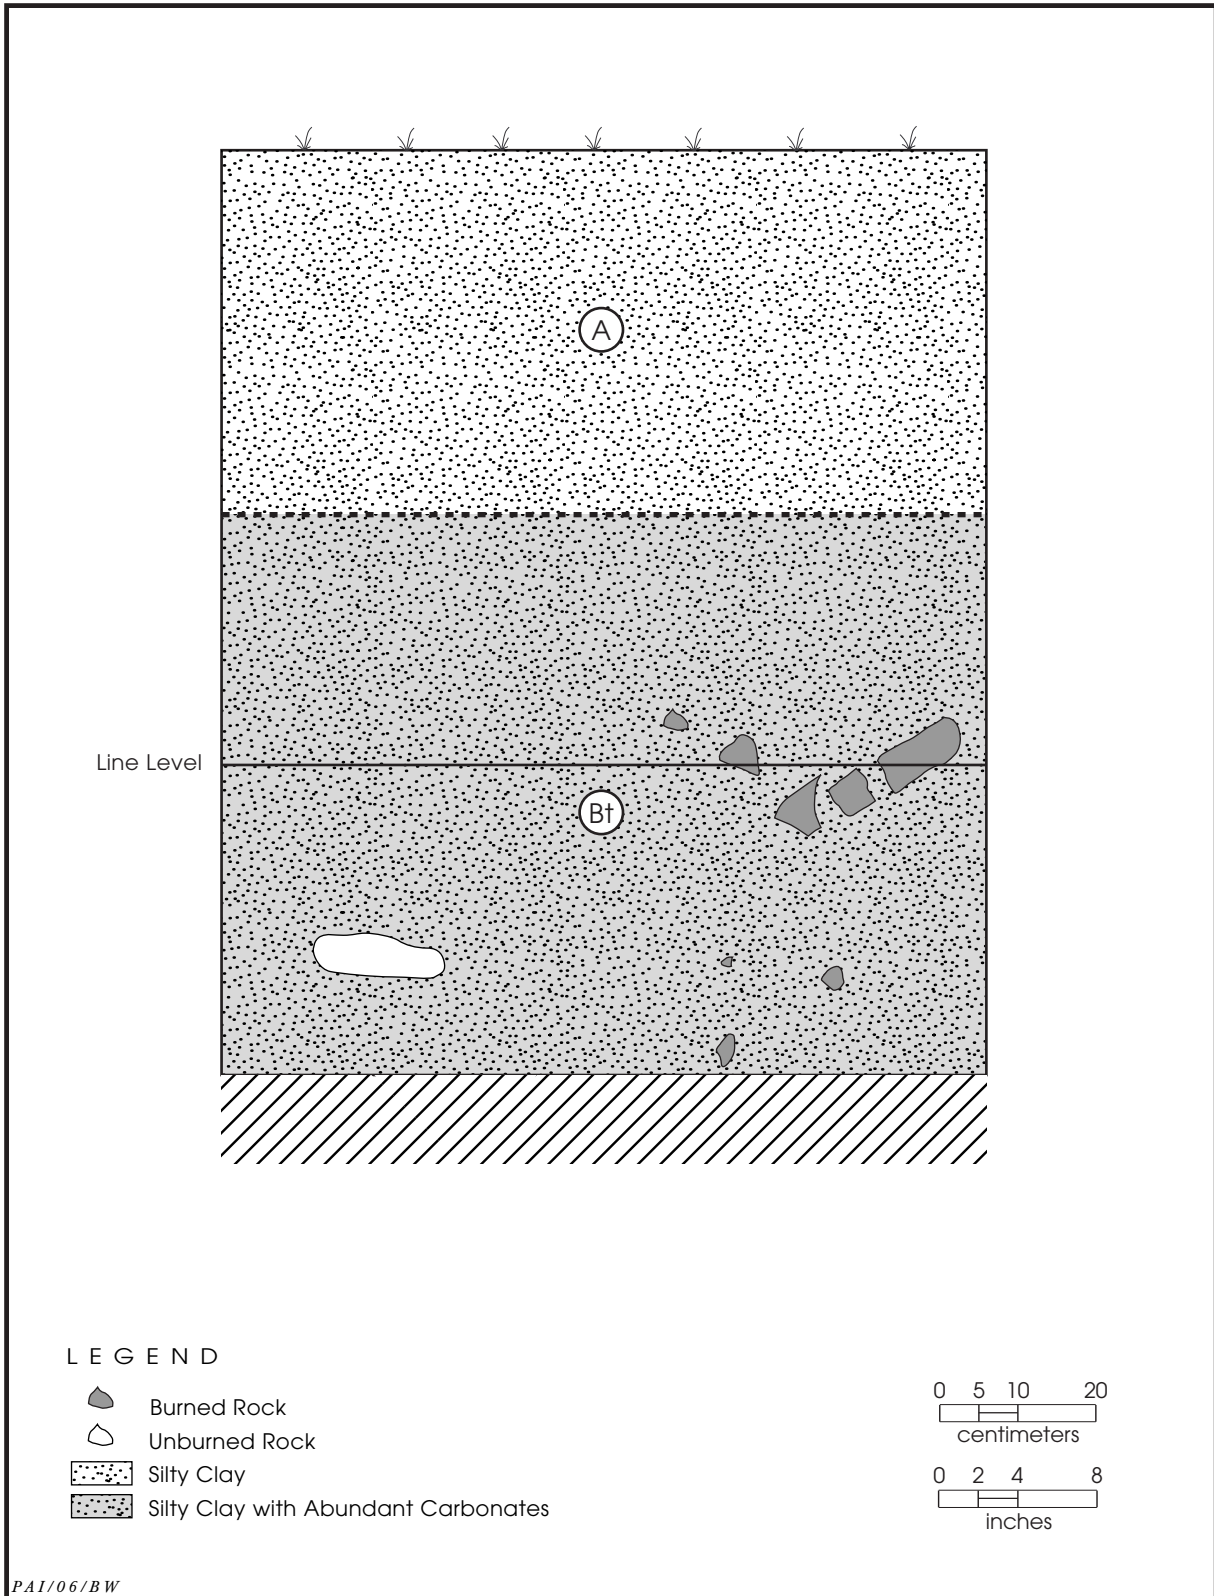 A
Line Level
Bt
LEGEND
Burned Rock
Unburned Rock
Silty Clay
Silty Clay with Abundant Carbonates
0 5 10 20
centimeters
0 2 4 8
inches
PAI/06/BW